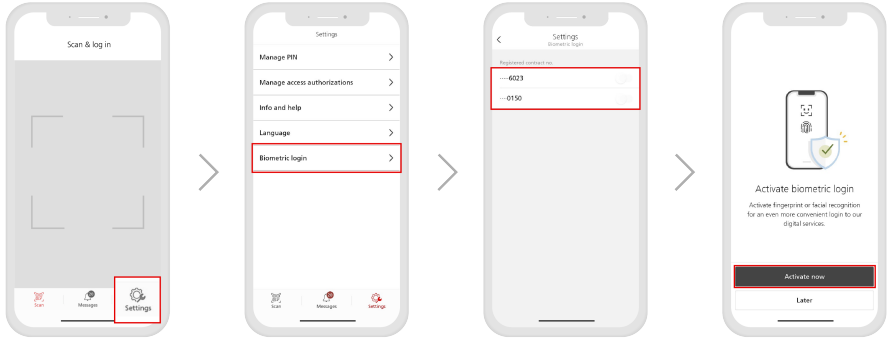 Scan & log in
Scan
Messages
Settings
Settings
Manage PIN
Manage access authorizations
Info and help
Language
Biometric login
Scan
Messages
Settings
Settings
Biometric login
Registered contract no.
····6023
····0150
Activate biometric login
Activate fingerprint or facial recognition
for an even more convenient login to our
digital services.
Activate now
Later